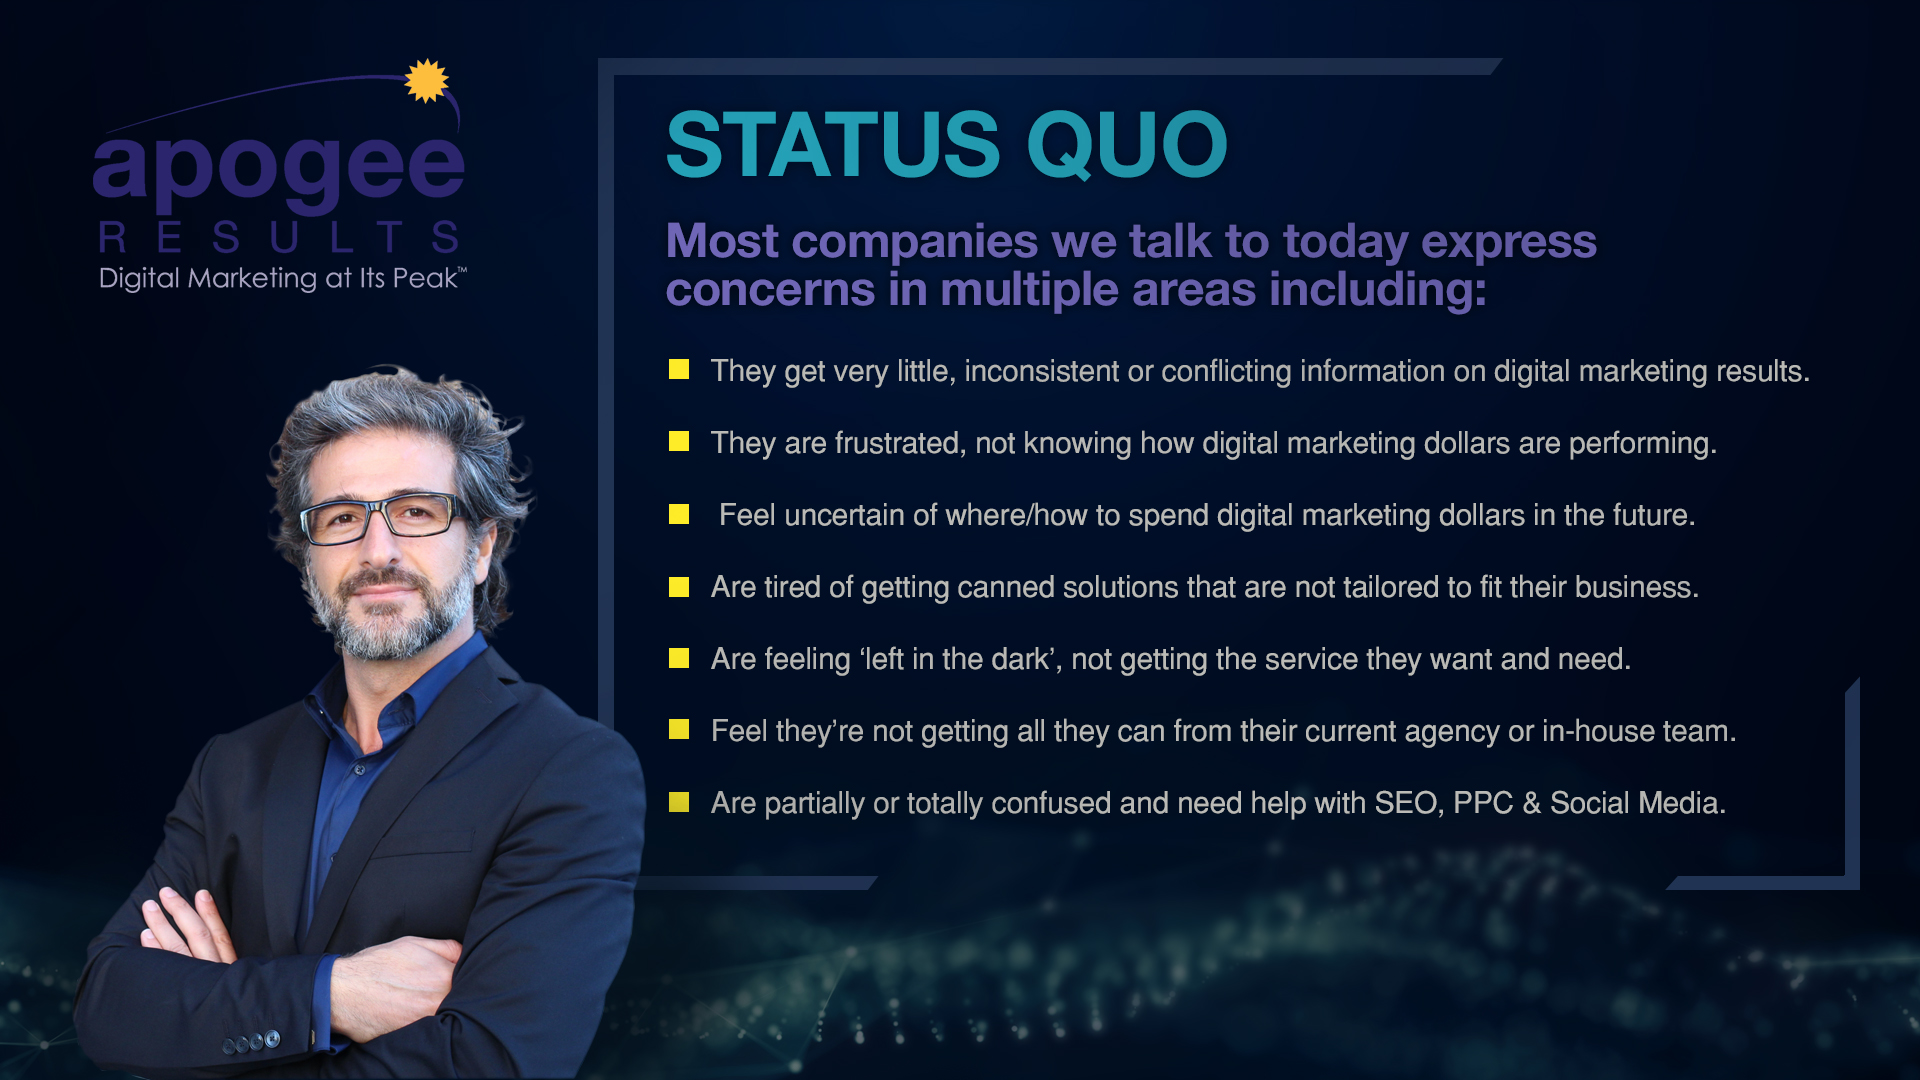 apogee
RESULTS
Digital Marketing at Its Peak™
STATUS QUO
Most companies we talk to today express
concerns in multiple areas including:
They get very little, inconsistent or conflicting information on digital marketing results.
They are frustrated, not knowing how digital marketing dollars are performing.
Feel uncertain of where/how to spend digital marketing dollars in the future.
Are tired of getting canned solutions that are not tailored to fit their business.
Are feeling ‘left in the dark’, not getting the service they want and need.
Feel they’re not getting all they can from their current agency or in-house team.
Are partially or totally confused and need help with SEO, PPC & Social Media.